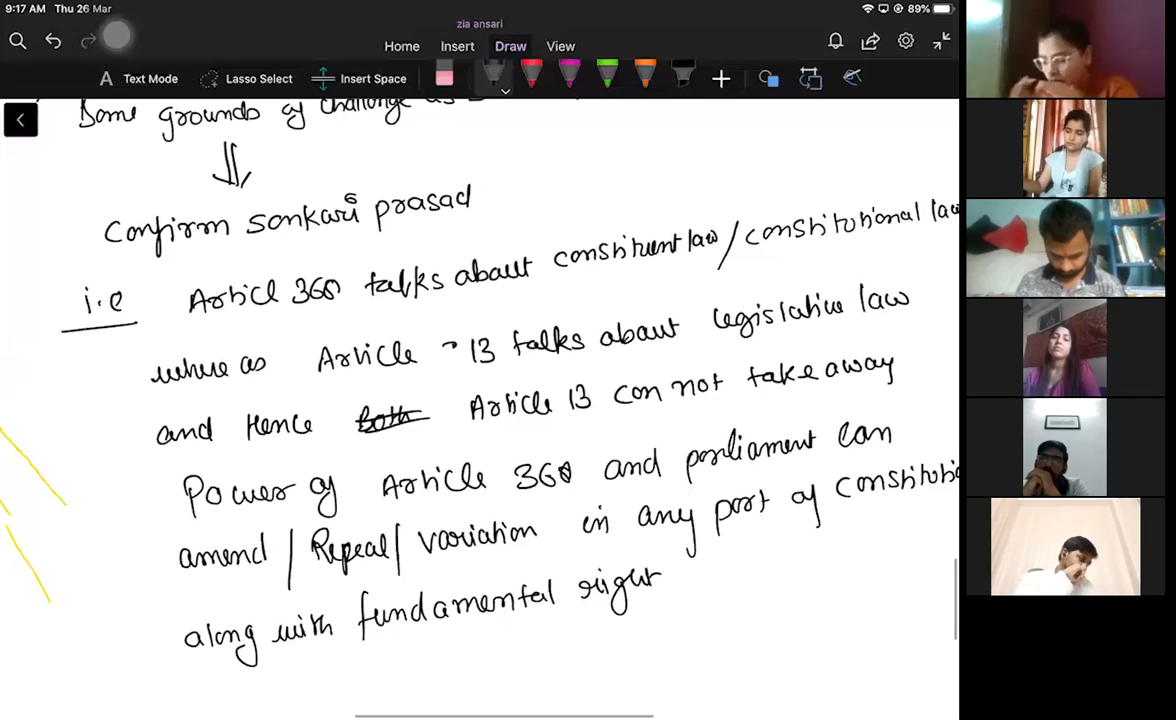 9:17 AM Thu 26 Mar
89%
zia ansari
Home Insert Draw View
Text Mode Lasso Select Insert Space
Some grounds of challenge as
Confirm Sankari prasad
i.e Article 368 talks about constituent law / constitutional law
where as Article - 13 talks about legislative law
and Hence Article 13 can not take away
Power of Article 368 and parliament can
amend / Repeal / variation in any part of constitutio
along with fundamental right